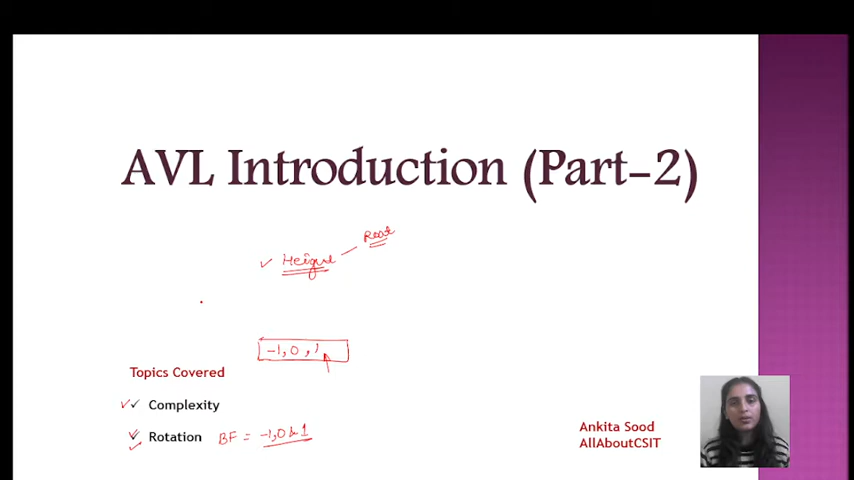 AVL Introduction (Part-2)
Root
Height
-1, 0, 1
Topics Covered
Complexity
Rotation BF = -1, 0 & 1
Ankita Sood
AllAboutCSIT